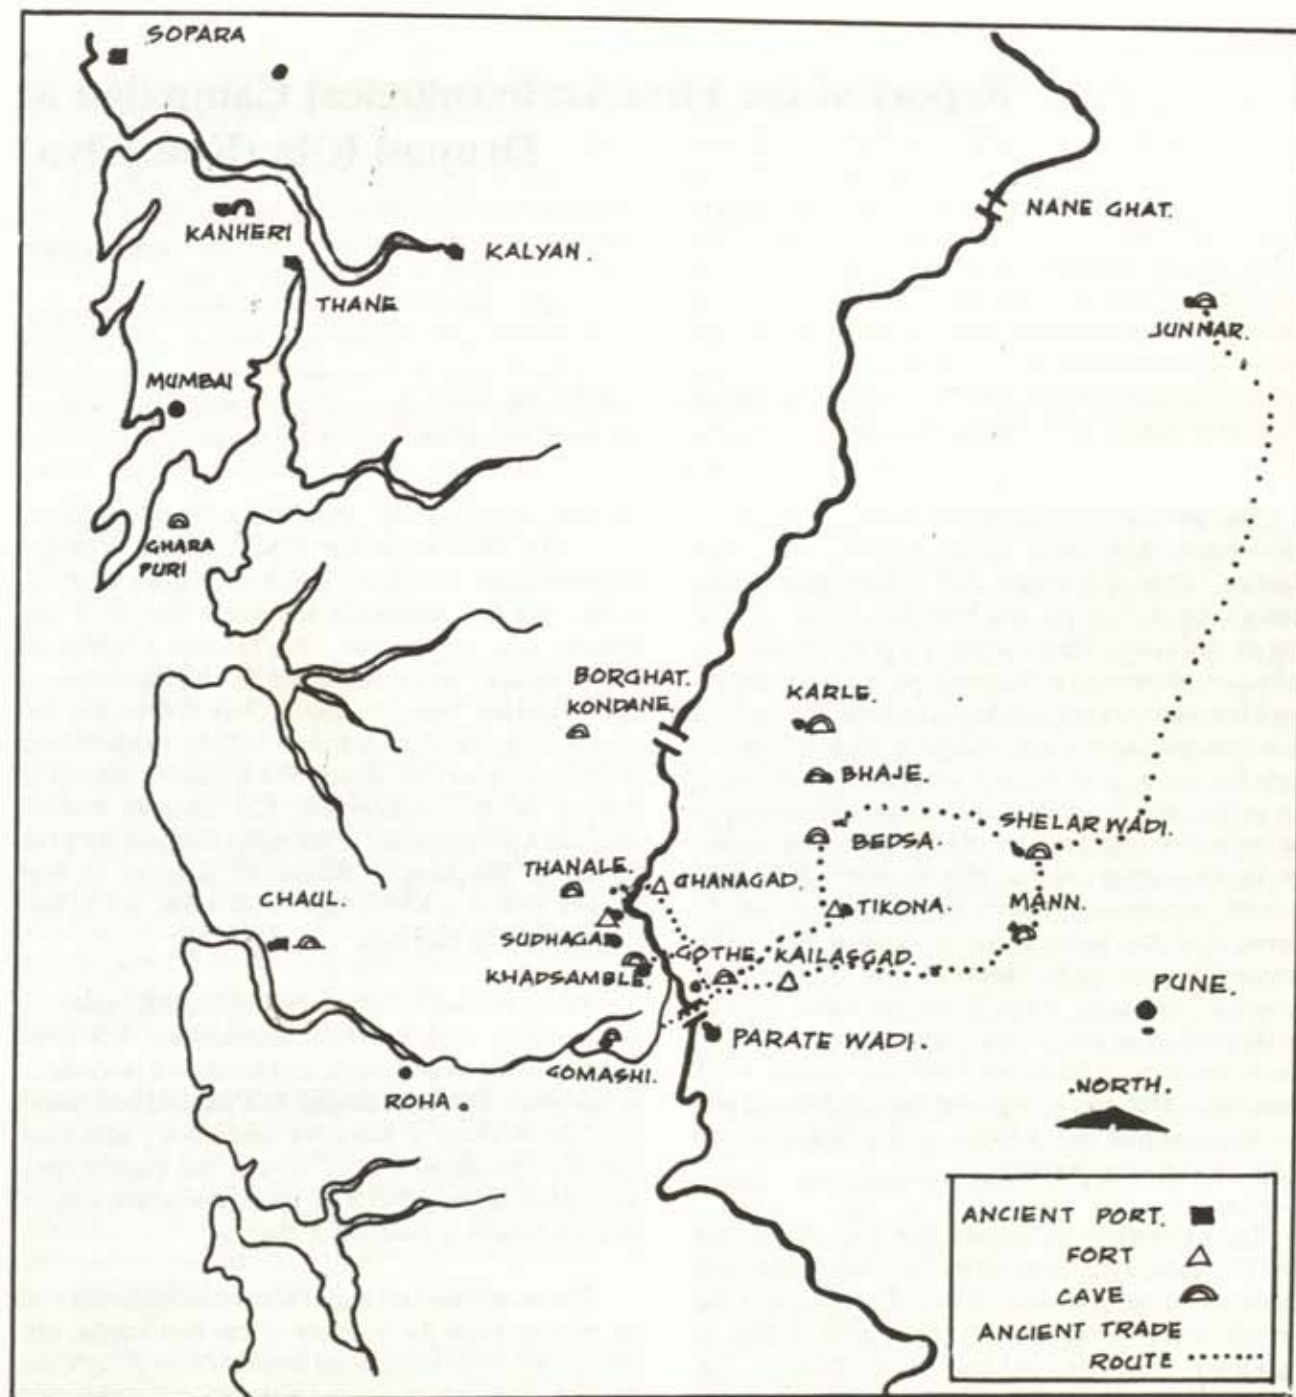 SOPARA
KANHERI
KALYAN.
THANE
MUMBAI
GHARA
PURI
NANE GHAT.
JUNNAR.
BORGHAT.
KONDANE.
KARLE.
BHAJE.
BEDSA.
SHELAR WADI.
THANALE.
GHANAGAD.
TIKONA.
MANN.
CHAUL.
SUDHAGAD
GOTHE.
KAILASGAD.
KHADSAMBLE.
PUNE.
PARATE WADI.
GOMASHI.
ROHA.
.NORTH.
ANCIENT PORT.
FORT
CAVE
ANCIENT TRADE
ROUTE